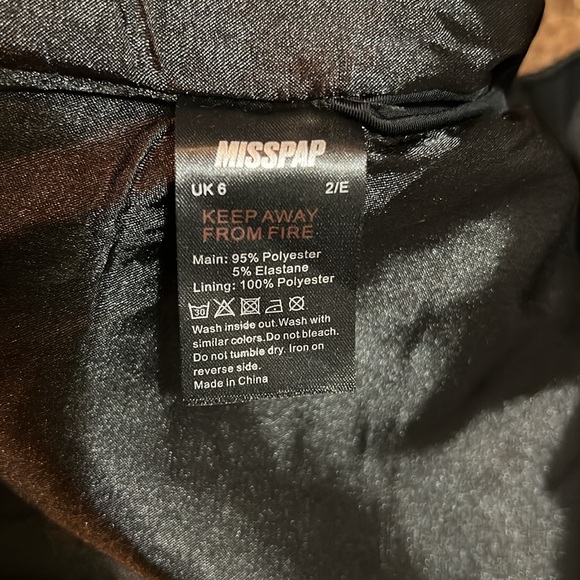 MISSPAP
UK 6 2/E
KEEP AWAY
FROM FIRE
Main: 95% Polyester
5% Elastane
Lining: 100% Polyester
30
Wash inside out.Wash with
similar colors.Do not bleach.
Do not tumble dry. Iron on
reverse side.
Made in China